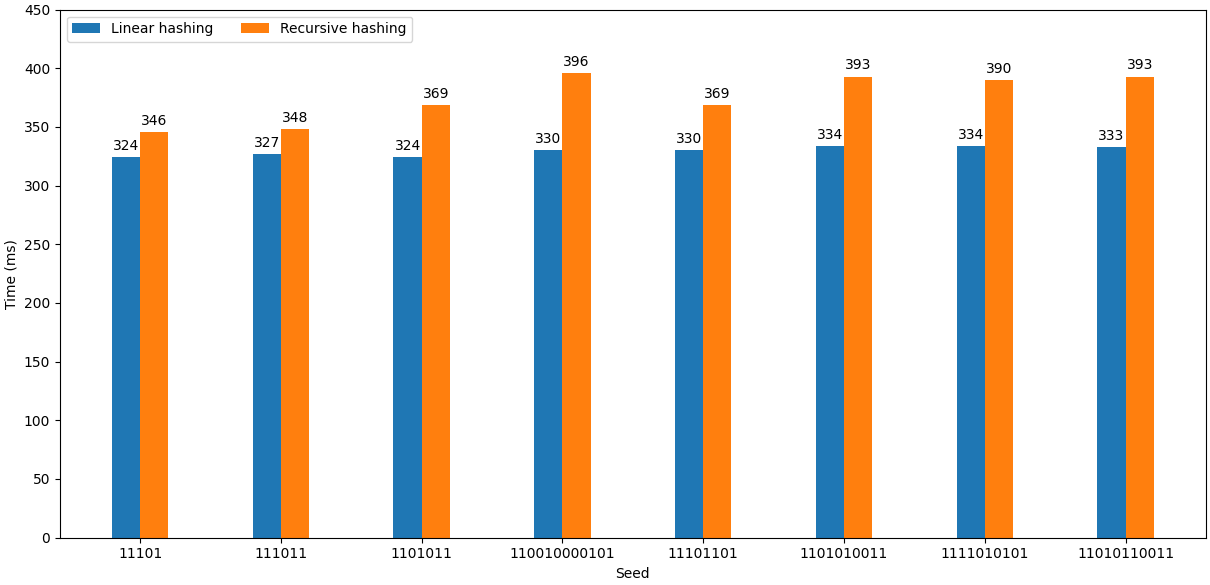 Linear hashing Recursive hashing
450
400
350
300
250
200
150
100
50
0
Time (ms)
324 346 327 348 324 369 330 396 330 369 334 393 334 390 333 393
11101 111011 1101011 1100100000101 11101101 11010100011 1111010101 11010110011
Seed